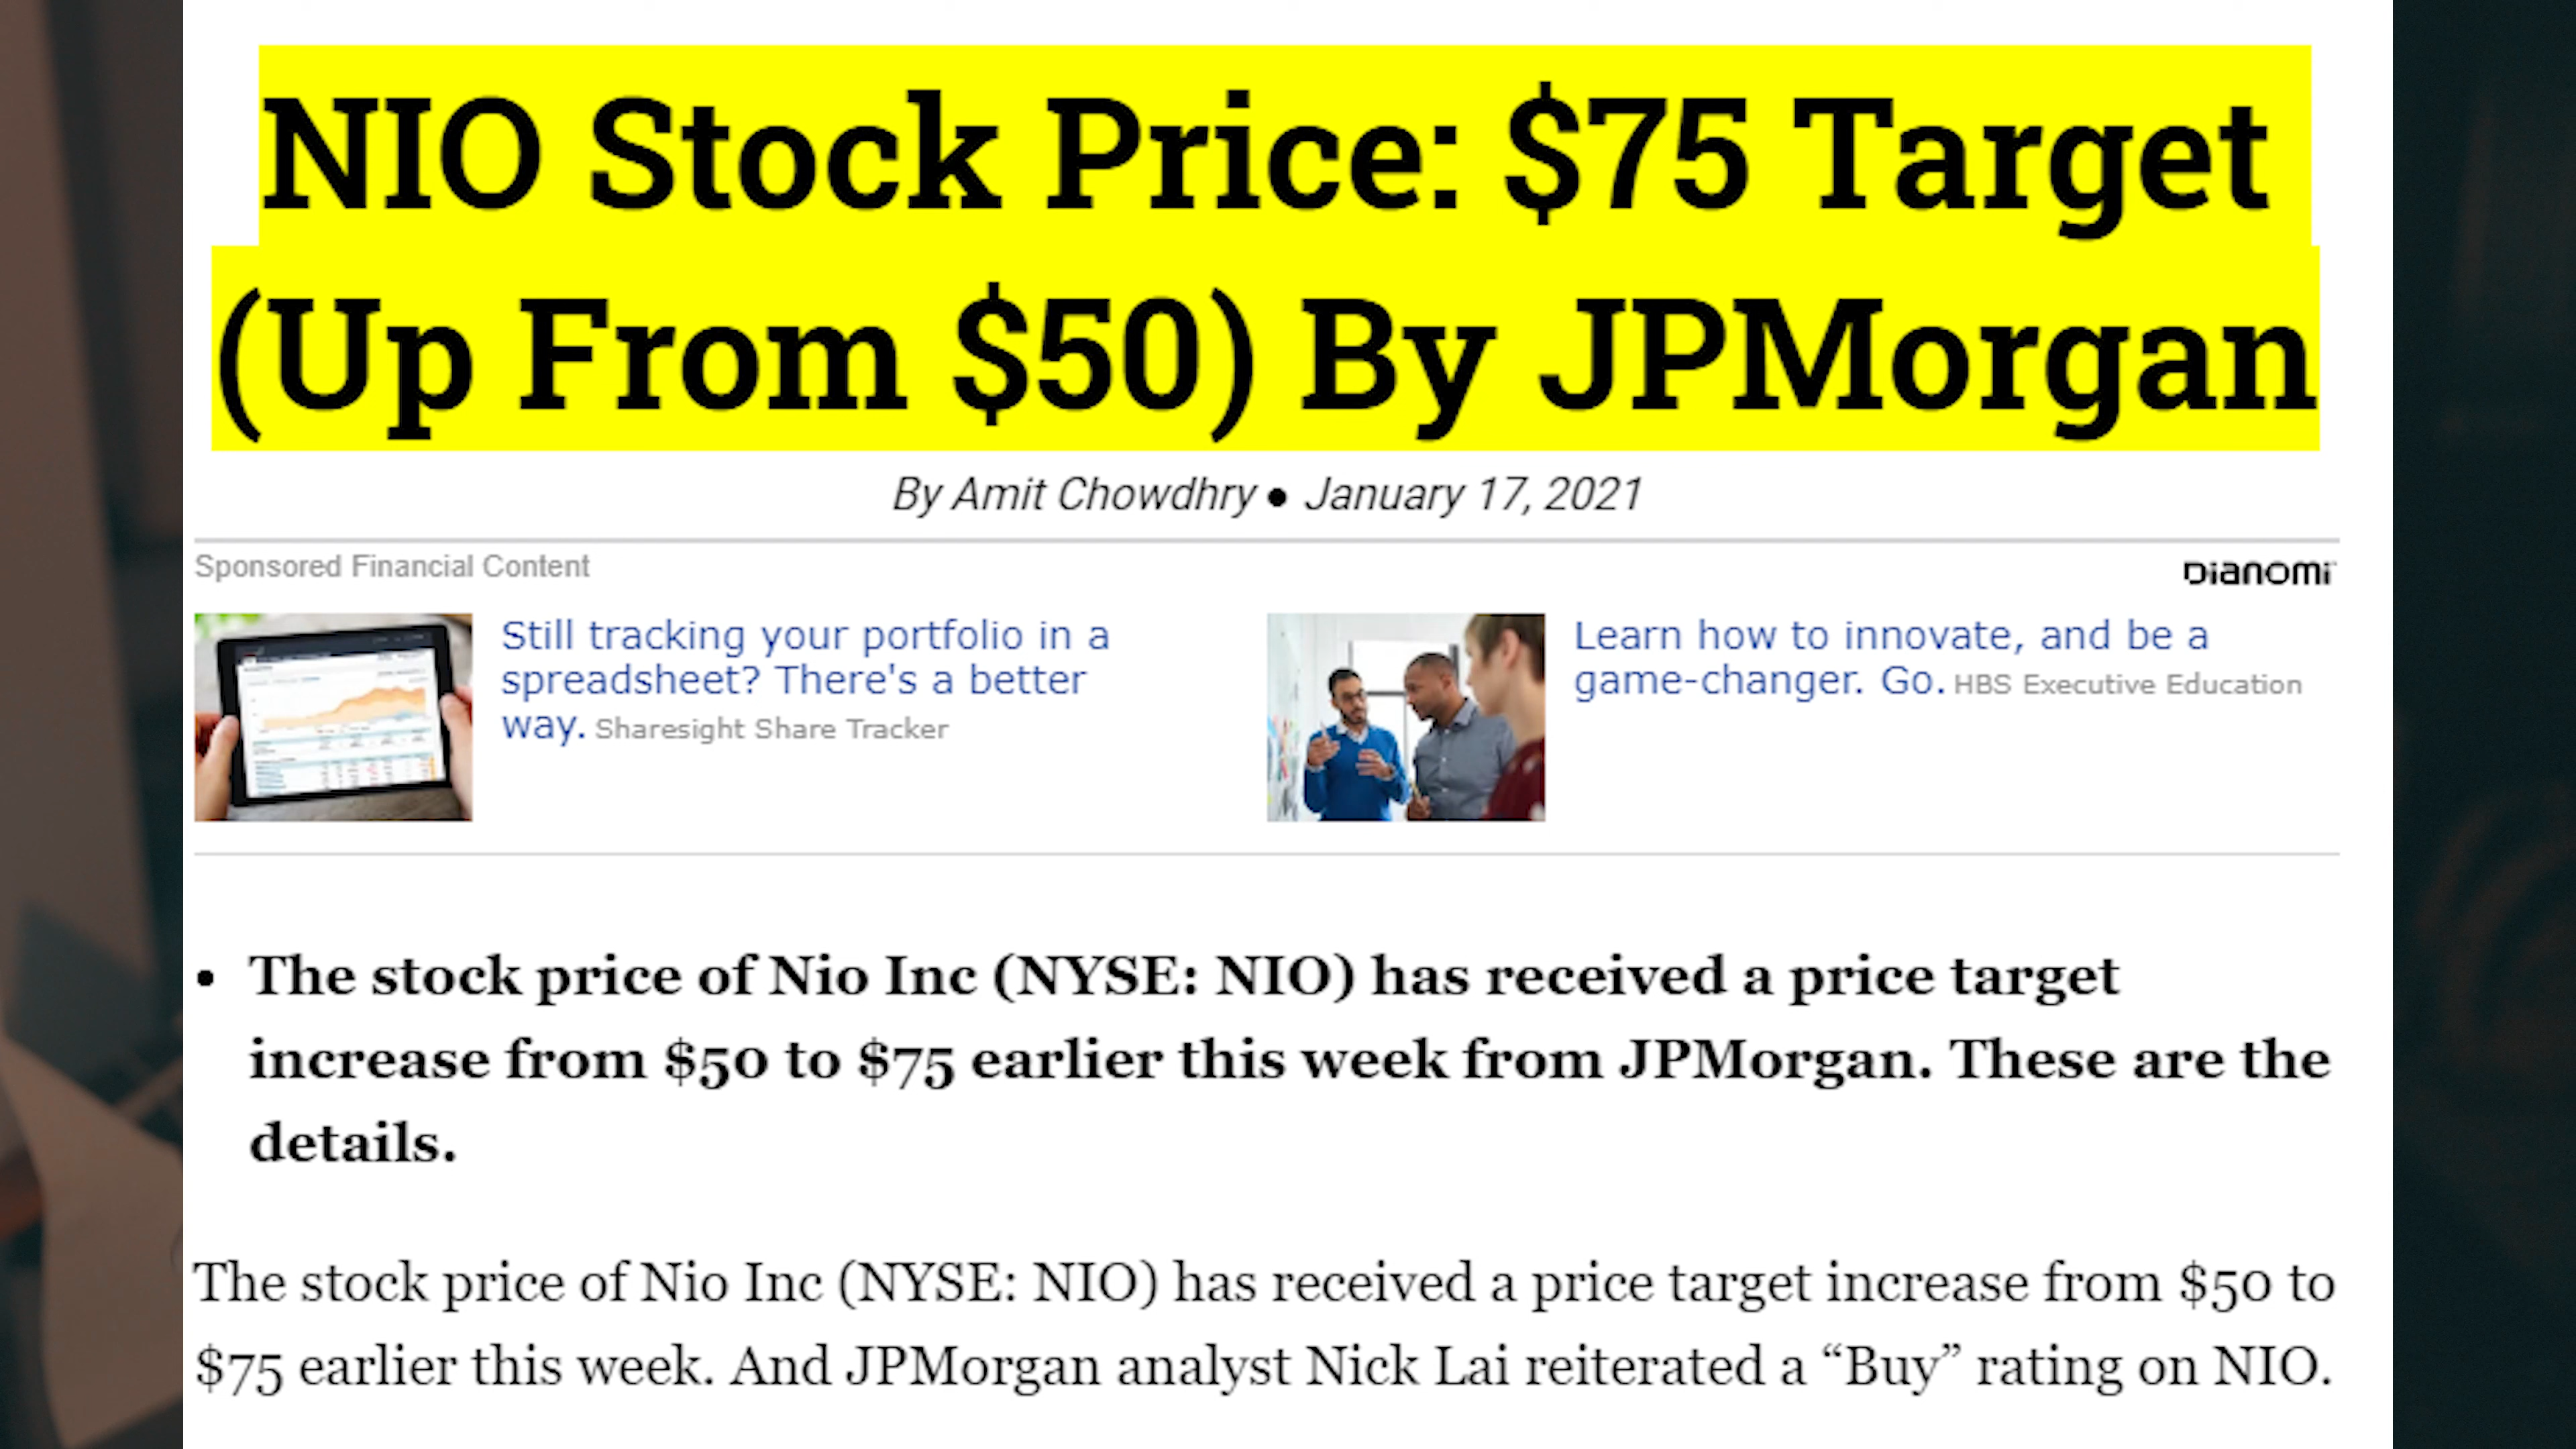 NIO Stock Price: $75 Target
(Up From $50) By JPMorgan
By Amit Chowdhry • January 17, 2021
Sponsored Financial Content
Dianomi
Still tracking your portfolio in a
spreadsheet? There's a better
way. Sharesight Share Tracker
Learn how to innovate, and be a
game-changer. Go. HBS Executive Education
• The stock price of Nio Inc (NYSE: NIO) has received a price target
increase from $50 to $75 earlier this week from JPMorgan. These are the
details.
The stock price of Nio Inc (NYSE: NIO) has received a price target increase from $50 to
$75 earlier this week. And JPMorgan analyst Nick Lai reiterated a “Buy” rating on NIO.